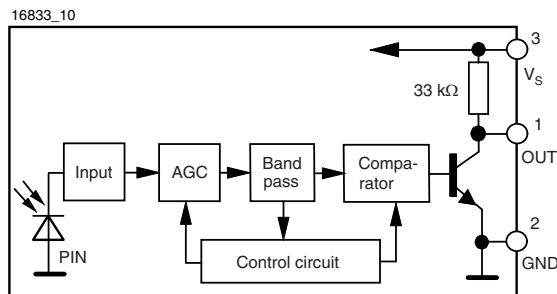 16833_10
3
V_S
33 kΩ
1
OUT
Input
AGC
Band
pass
Compa-
rator
2
GND
PIN
Control circuit